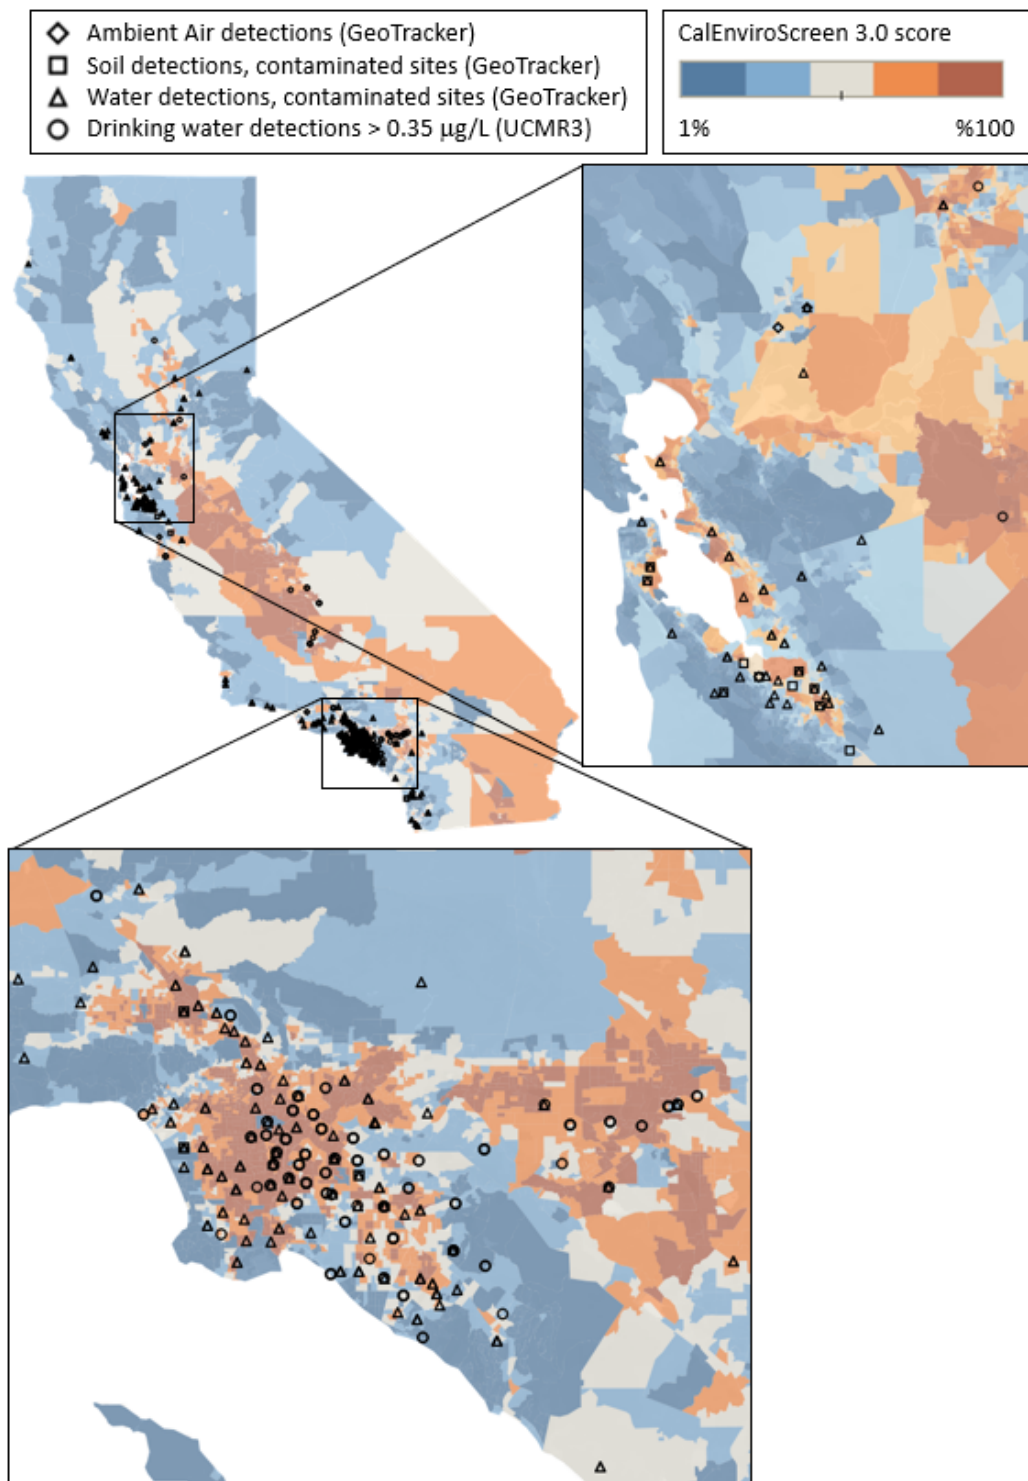 Ambient Air detections (GeoTracker)
Soil detections, contaminated sites (GeoTracker)
Water detections, contaminated sites (GeoTracker)
Drinking water detections > 0.35 µg/L (UCMR3)
CalEnviroScreen 3.0 score
1% %100